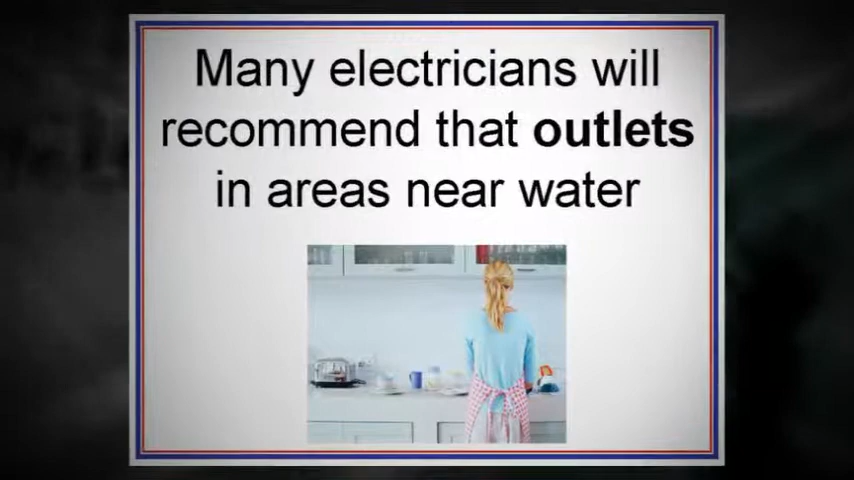 Many electricians will
recommend that outlets
in areas near water